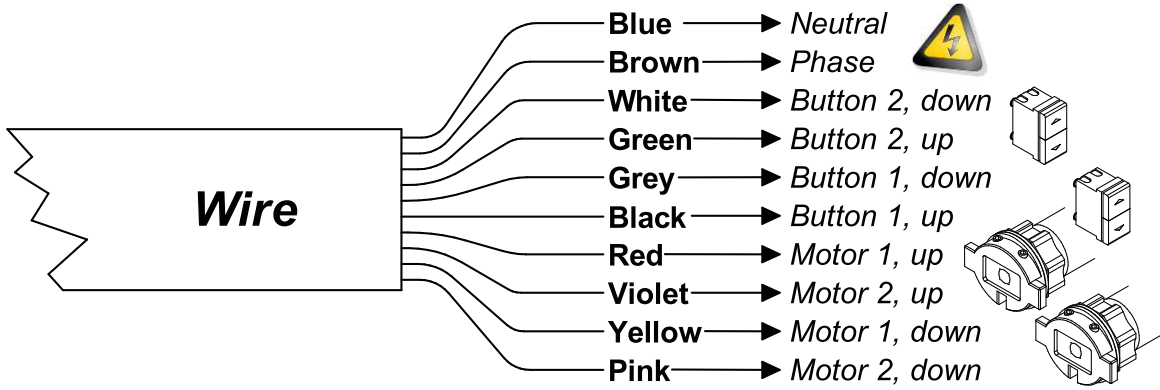 Wire
Blue Neutral
Brown Phase
White Button 2, down
Green Button 2, up
Grey Button 1, down
Black Button 1, up
Red Motor 1, up
Violet Motor 2, up
Yellow Motor 1, down
Pink Motor 2, down